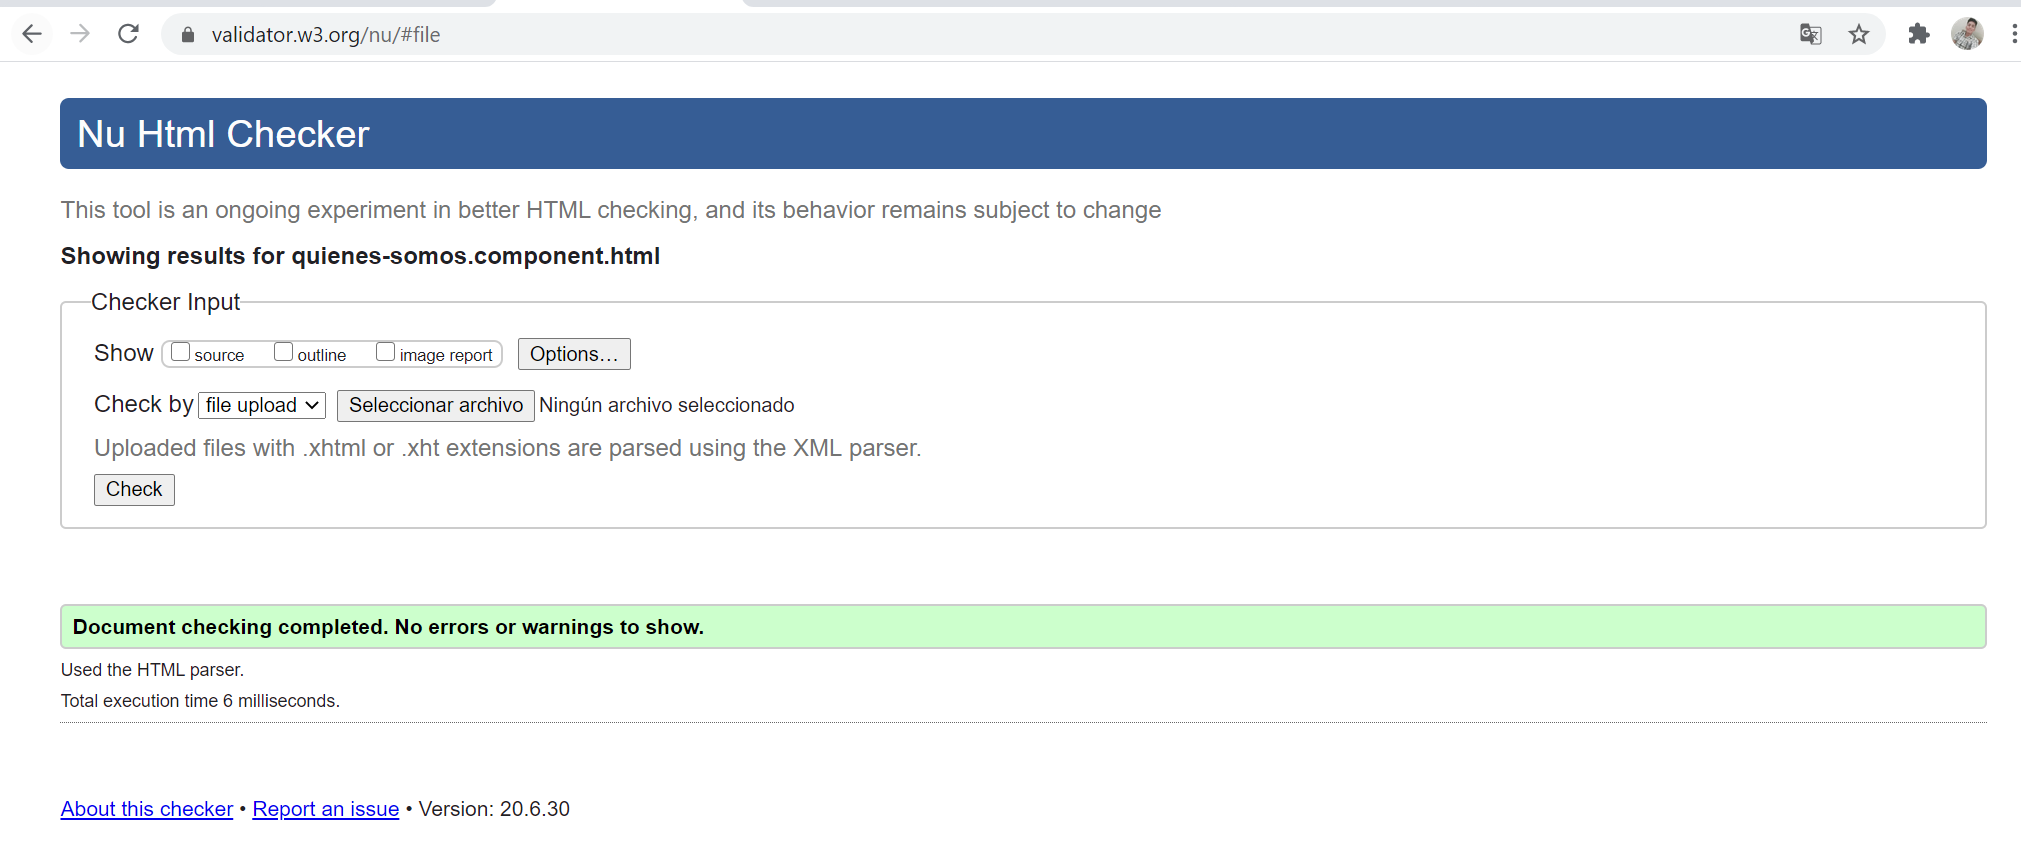 validator.w3.org/nu/#file
Nu Html Checker
This tool is an ongoing experiment in better HTML checking, and its behavior remains subject to change
Showing results for quienes-somos.component.html
Checker Input
Show source outline image report Options...
Check by file upload Seleccionar archivo Ningún archivo seleccionado
Uploaded files with .xhtml or .xht extensions are parsed using the XML parser.
Check
Document checking completed. No errors or warnings to show.
Used the HTML parser.
Total execution time 6 milliseconds.
About this checker • Report an issue • Version: 20.6.30